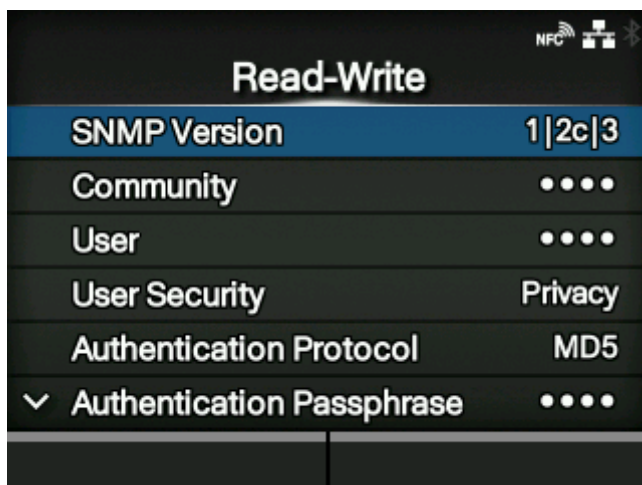 NFC
Read-Write
SNMP Version 1|2c|3
Community ••••
User ••••
User Security Privacy
Authentication Protocol MD5
Authentication Passphrase ••••